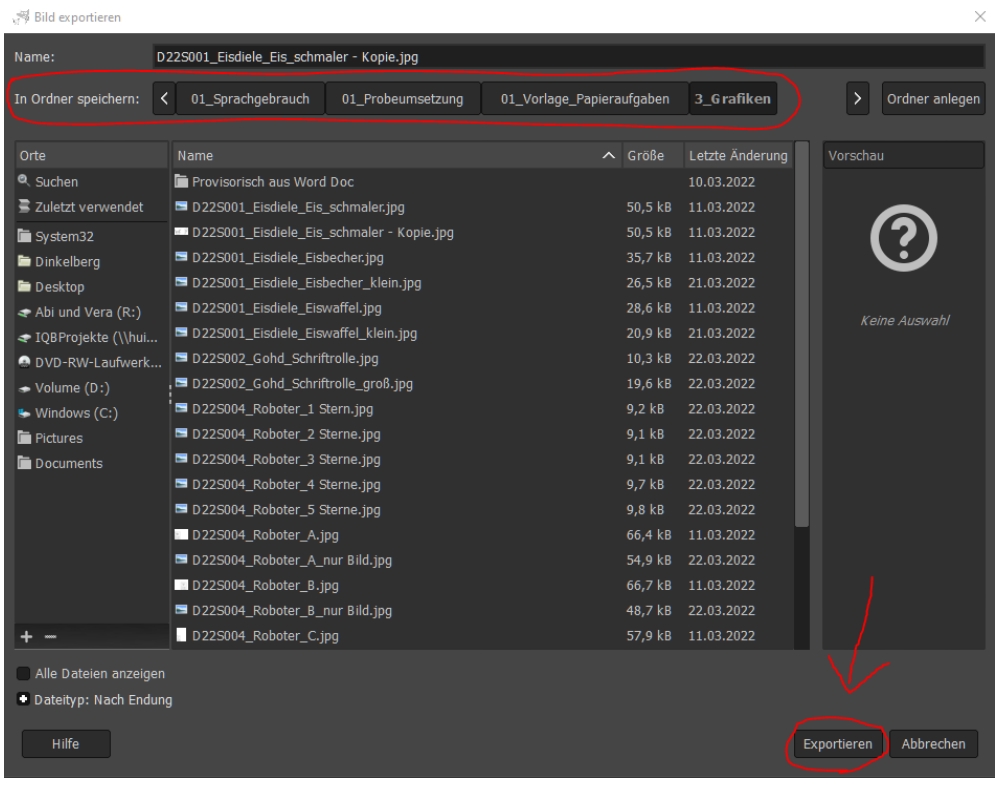 Bild exportieren
Name: D22S001_Eisdiele_Eis_schmaler - Kopie.jpg
In Ordner speichern: 01_Sprachgebrauch 01_Probeumsetzung 01_Vorlage_Papieraufgaben 3_Grafiken Ordner anlegen
Orte
Suchen
Zuletzt verwendet
System32
Dinkelberg
Desktop
Abi und Vera (R:)
IQBProjekte (\\hui...
DVD-RW-Laufwerk...
Volume (D:)
Windows (C:)
Pictures
Documents
Name Größe Letzte Änderung
Provisorisch aus Word Doc 10.03.2022
D22S001_Eisdiele_Eis_schmaler.jpg 50,5 kB 11.03.2022
D22S001_Eisdiele_Eis_schmaler - Kopie.jpg 50,5 kB 11.03.2022
D22S001_Eisdiele_Eisbecher.jpg 35,7 kB 11.03.2022
D22S001_Eisdiele_Eisbecher_klein.jpg 26,5 kB 21.03.2022
D22S001_Eisdiele_Eiswaffel.jpg 28,6 kB 11.03.2022
D22S001_Eisdiele_Eiswaffel_klein.jpg 20,9 kB 21.03.2022
D22S002_Gohd_Schriftrolle.jpg 10,3 kB 22.03.2022
D22S002_Gohd_Schriftrolle_groß.jpg 19,6 kB 22.03.2022
D22S004_Roboter_1 Stern.jpg 9,2 kB 22.03.2022
D22S004_Roboter_2 Sterne.jpg 9,1 kB 22.03.2022
D22S004_Roboter_3 Sterne.jpg 9,1 kB 22.03.2022
D22S004_Roboter_4 Sterne.jpg 9,7 kB 22.03.2022
D22S004_Roboter_5 Sterne.jpg 9,8 kB 22.03.2022
D22S004_Roboter_A.jpg 66,4 kB 11.03.2022
D22S004_Roboter_A_nur Bild.jpg 54,9 kB 22.03.2022
D22S004_Roboter_B.jpg 66,7 kB 11.03.2022
D22S004_Roboter_B_nur Bild.jpg 48,7 kB 22.03.2022
D22S004_Roboter_C.jpg 57,9 kB 11.03.2022
Vorschau
Keine Auswahl
Alle Dateien anzeigen
Dateityp: Nach Endung
Hilfe Exportieren Abbrechen